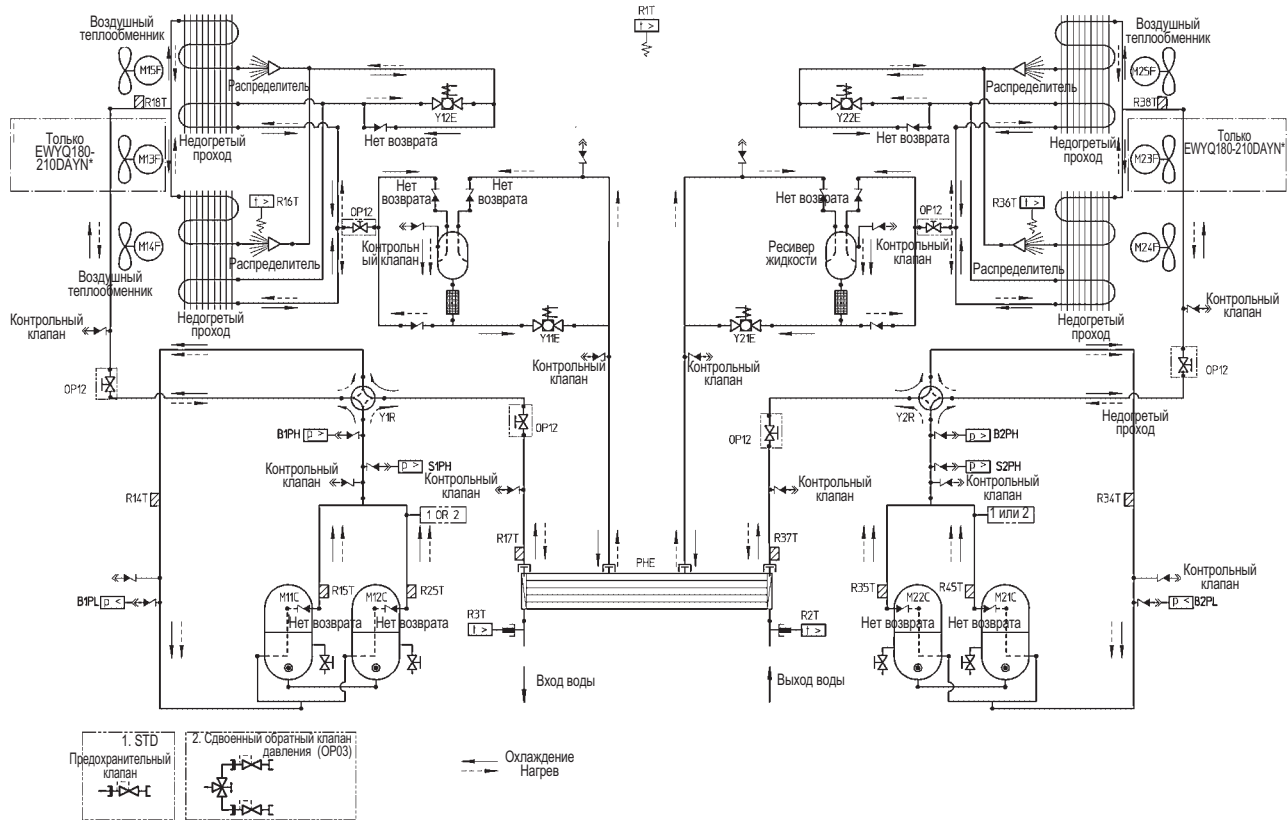 R1T
t >
Воздушный
теплообменник
M15F
R18T
Распределитель
Y12E
Нет возврата
Недогретый
проход
Только
EWYQ180-
210DAYN*
M13F
t > R16T
M14F
Распределитель
Воздушный
теплообменник
Недогретый
проход
Контрольный
клапан
OP12
Нет
возврата
Нет
возврата
OP12
Контрольн
ый клапан
Y11E
Контрольный
клапан
Y1R
OP12
B1PH p >
p > S1PH
Контрольный
клапан
Контрольный
клапан
R14T
1 OR 2
R17T
B1PL p <
M11C
R15T
M12C
R25T
Нет возврата
Нет возврата
PHE
R3T
t >
Вход воды
Воздушный
теплообменник
M25F
R38T
Распределитель
Y22E
Нет возврата
Недогретый
проход
Только
EWYQ180-
210DAYN*
M23F
R36T t >
M24F
Распределитель
Недогретый
проход
Контрольный
клапан
OP12
Нет возврата
OP12
Ресивер
жидкости
Контрольный
клапан
Y21E
Контрольный
клапан
Y2R
OP12
Недогретый
проход
p > B2PH
p > S2PH
Контрольный
клапан
Контрольный
клапан
R34T
1 или 2
R37T
R35T
M22C
R45T
M21C
Нет возврата
Нет возврата
Контрольный
клапан
p < B2PL
R2T
t >
Выход воды
1. STD
Предохранительный
клапан
2. Сдвоенный обратный клапан
давления (OP03)
Охлаждение
Нагрев